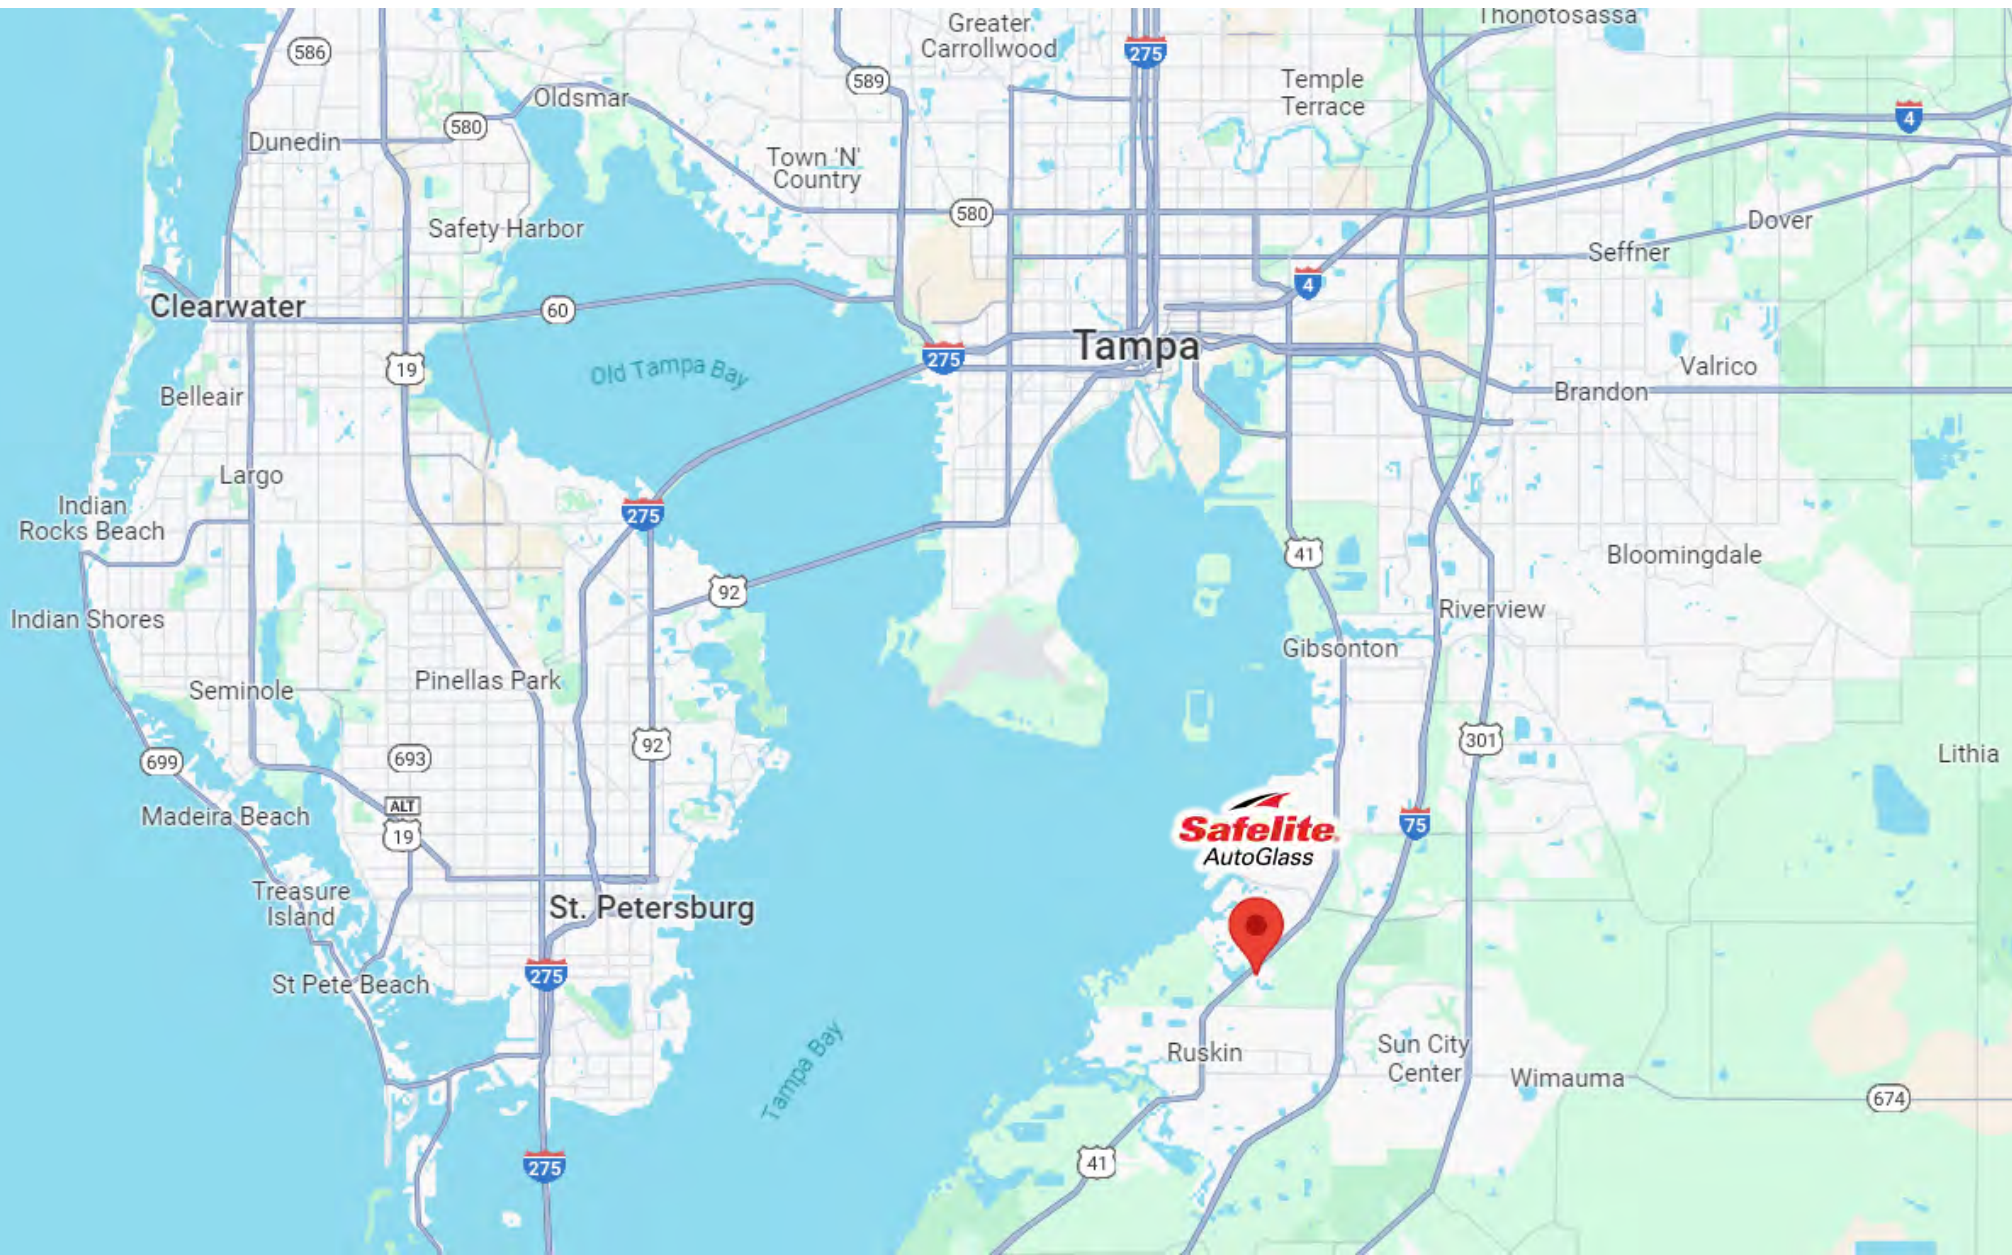 Thonotosassa
Greater
Carrollwood
586
275
589
Temple
Terrace
Oldsmar
4
580
Dunedin
Town 'N'
Country
580
Safety Harbor
Dover
Seffner
4
Clearwater
60
Tampa
275
19
Old Tampa Bay
Valrico
Belleair
Brandon
Largo
Indian
Rocks Beach
275
41
Bloomingdale
92
Indian Shores
Riverview
Gibsonton
Pinellas Park
Seminole
92
301
Lithia
699
693
ALT
19
Madeira Beach
75
Safelite
AutoGlass
Treasure
Island
St. Petersburg
275
St Pete Beach
Tampa Bay
Ruskin
Sun City
Center
Wimauma
674
41
275